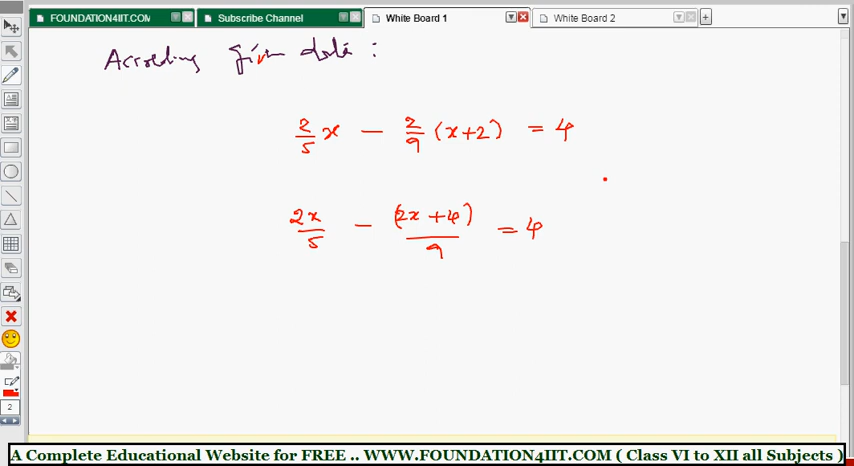 FOUNDATION4IIT.COM Subscribe Channel White Board 1 White Board 2
According given data :
2/5 x - 2/9 (x+2) = 4
2x/5 - (2x+4)/9 = 4
2
A Complete Educational Website for FREE .. WWW.FOUNDATION4IIT.COM ( Class VI to XII all Subjects )